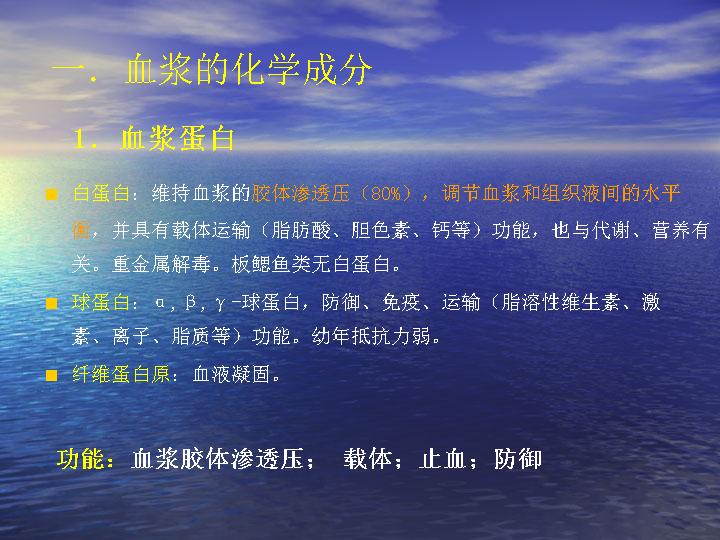 一．血浆的化学成分
1．血浆蛋白
白蛋白：维持血浆的胶体渗透压（80%），调节血浆和组织液间的水平
衡，并具有载体运输（脂肪酸、胆色素、钙等）功能，也与代谢、营养有
关。重金属解毒。板鳃鱼类无白蛋白。
球蛋白：α,β,γ-球蛋白，防御、免疫、运输（脂溶性维生素、激
素、离子、脂质等）功能。幼年抵抗力弱。
纤维蛋白原：血液凝固。
功能：血浆胶体渗透压； 载体；止血；防御